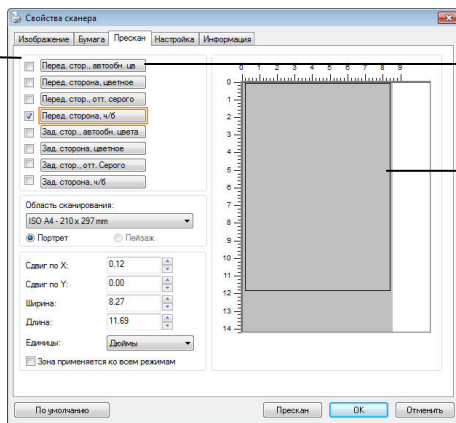 Свойства сканера
Изображение Бумага Прескан Настройка Информация
Перед. стор., автообн. цв
Перед. сторона, цветное
Перед. стор., отт. серого
Перед. сторона, ч/б
Зад. стор., автообн. цвета
Зад. сторона, цветное
Зад. стор., отт. Серого
Зад. сторона, ч/б
Область сканирования:
ISO A4 - 210 x 297 mm
Портрет Пейзаж
Сдвиг по X: 0.12
Сдвиг по Y: 0.00
Ширина: 8.27
Длина: 11.69
Единицы: Дюймы
Зона применяется ко всем режимам
0 1 2 3 4 5 6 7 8 9
0
1
2
3
4
5
6
7
8
9
10
11
12
13
14
По умолчанию Прескан OK Отменить